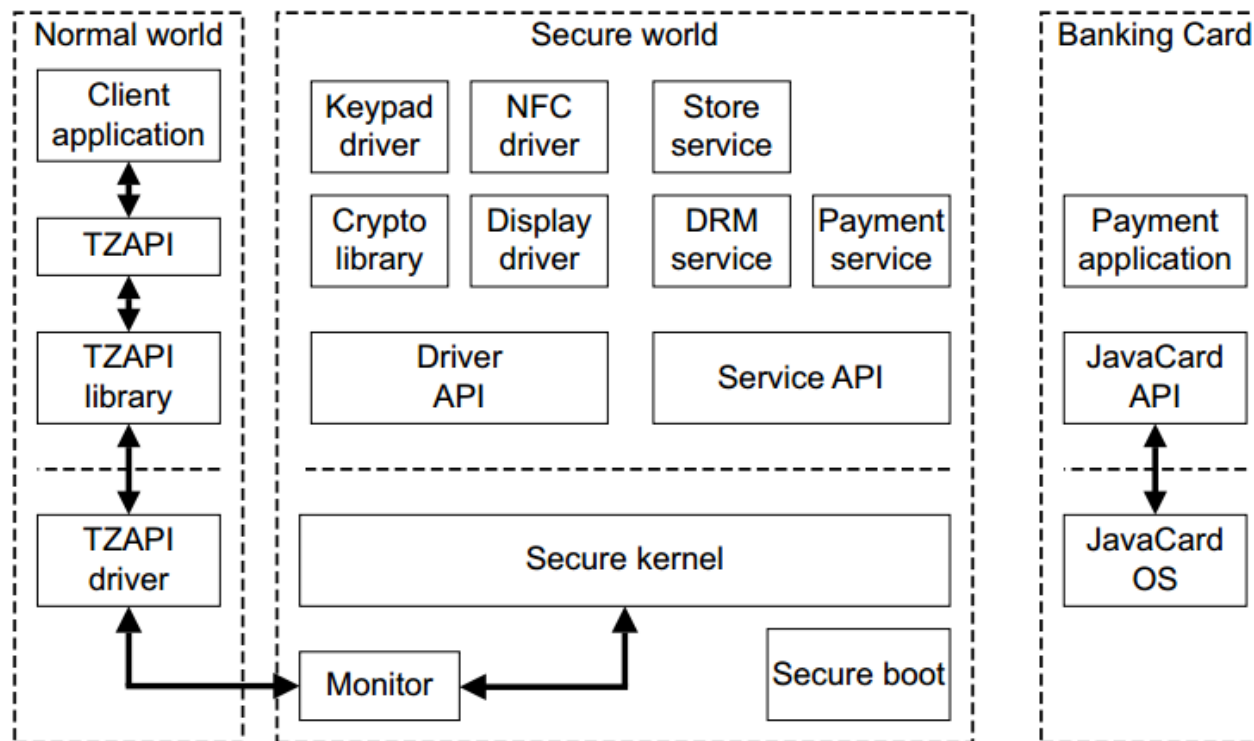 Normal world
Client
application
TZAPI
TZAPI
library
TZAPI
driver
Secure world
Keypad
driver
NFC
driver
Store
service
Crypto
library
Display
driver
DRM
service
Payment
service
Driver
API
Service API
Secure kernel
Monitor
Secure boot
Banking Card
Payment
application
JavaCard
API
JavaCard
OS